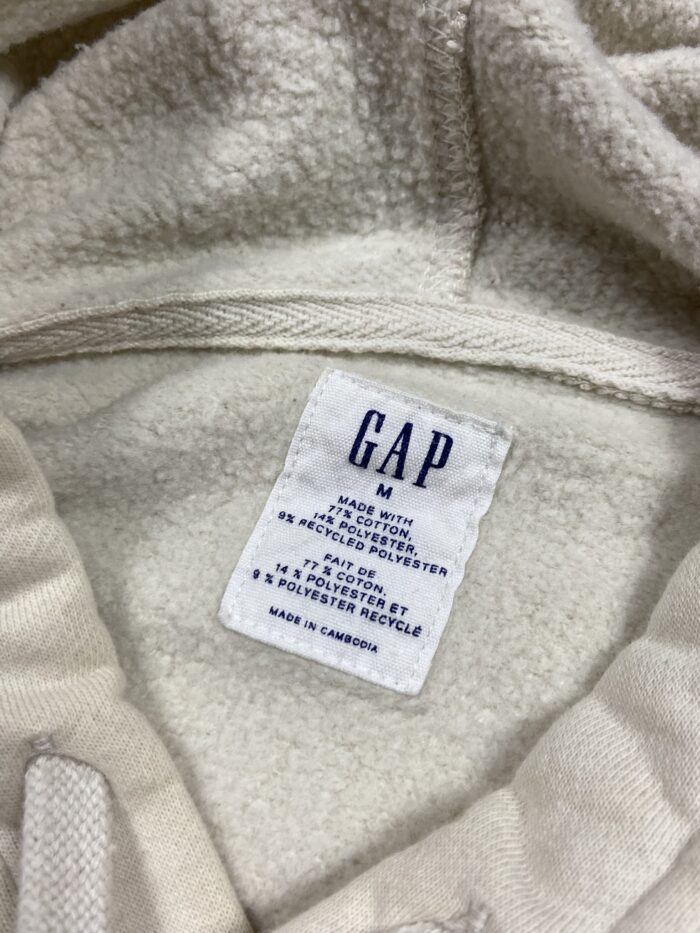 GAP
M
MADE WITH
77% COTTON,
14% POLYESTER,
9% RECYCLED POLYESTER
FAIT DE
77 % COTON,
14 % POLYESTER ET
9 % POLYESTER RECYCLÉ
MADE IN CAMBODIA